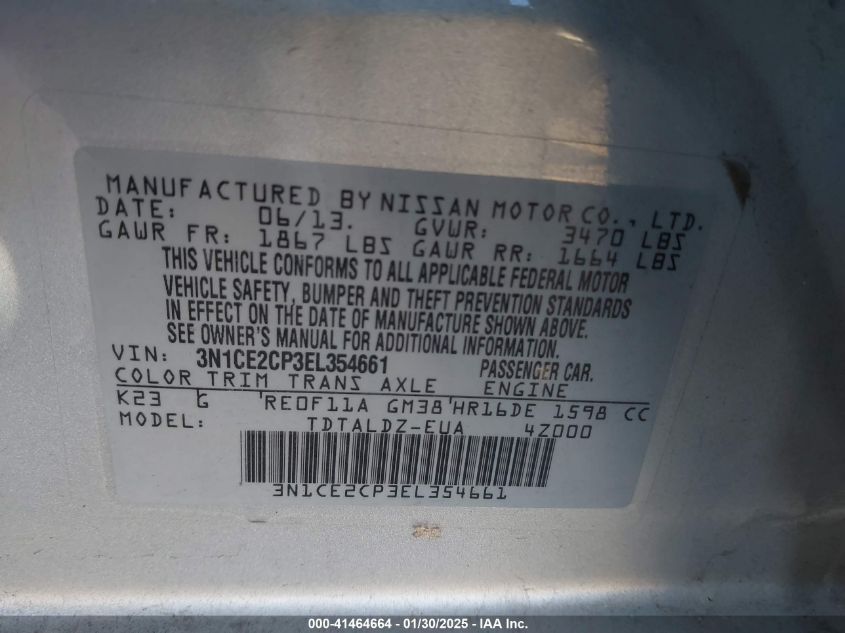 MANUFACTURED BY NISSAN MOTOR CO., LTD.
DATE: 06/13. GVWR: 3470 LBS
GAWR FR: 1867 LBS GAWR RR: 1664 LBS
THIS VEHICLE CONFORMS TO ALL APPLICABLE FEDERAL MOTOR
VEHICLE SAFETY, BUMPER AND THEFT PREVENTION STANDARDS
IN EFFECT ON THE DATE OF MANUFACTURE SHOWN ABOVE.
SEE OWNER'S MANUAL FOR ADDITIONAL INFORMATION.
VIN: 3N1CE2CP3EL354661 PASSENGER CAR.
COLOR TRIM TRANS AXLE ENGINE
K23 G RE0F11A GM38 HR16DE 1598 CC
MODEL: TDTALDZ-EUA 4Z000
3N1CE2CP3EL354661
000-41464664 / 01/30/2025 - IAA Inc.